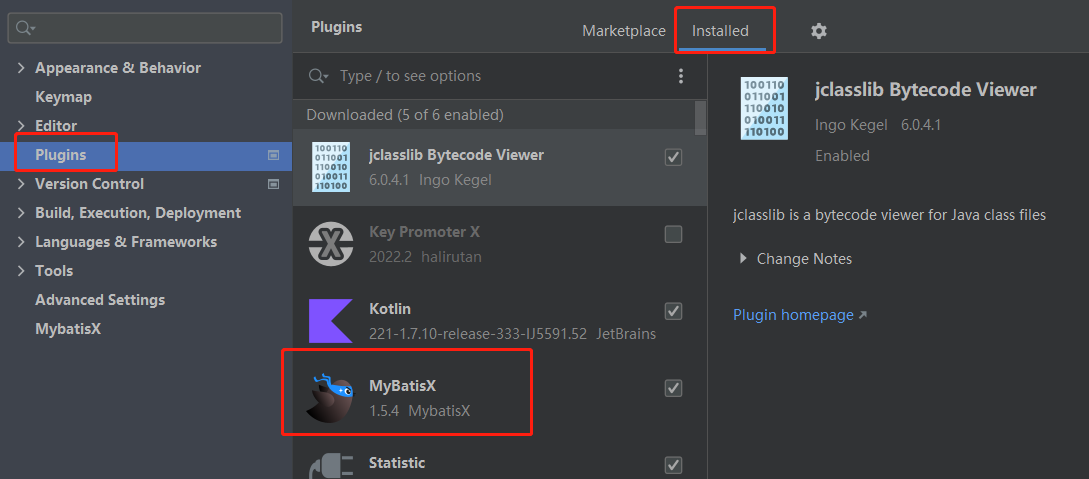 Appearance & Behavior
Keymap
Editor
Plugins
Version Control
Build, Execution, Deployment
Languages & Frameworks
Tools
Advanced Settings
MybatisX
Plugins
Marketplace
Installed
Type / to see options
Downloaded (5 of 6 enabled)
100110
011001
110010
010011
110100
jclasslib Bytecode Viewer
6.0.4.1 Ingo Kegel
Key Promoter X
2022.2 halirutan
Kotlin
221-1.7.10-release-333-IJ5591.52 JetBrains
MyBatisX
1.5.4 MybatisX
Statistic
100110
011001
110010
010011
110100
jclasslib Bytecode Viewer
Ingo Kegel 6.0.4.1
Enabled
jclasslib is a bytecode viewer for Java class files
Change Notes
Plugin homepage